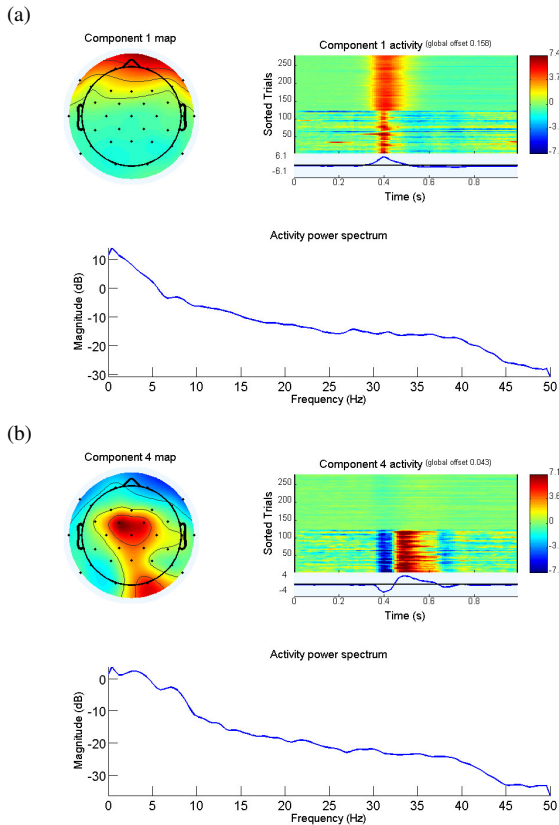 (a)
Component 1 map
Component 1 activity (global offset 0.158)
Sorted Trials
250
200
150
100
50
7.4
3.7
0
-3.7
-7.4
6.1
-6.1
0 0.2 0.4 0.6 0.8
Time (s)
Activity power spectrum
Magnitude (dB)
10
0
-10
-20
-30
0 5 10 15 20 25 30 35 40 45 50
Frequency (Hz)
(b)
Component 4 map
Component 4 activity (global offset 0.043)
Sorted Trials
250
200
150
100
50
4
-4
0 0.2 0.4 0.6 0.8
Time (s)
Activity power spectrum
Magnitude (dB)
0
-10
-20
-30
0 5 10 15 20 25 30 35 40 45 50
Frequency (Hz)